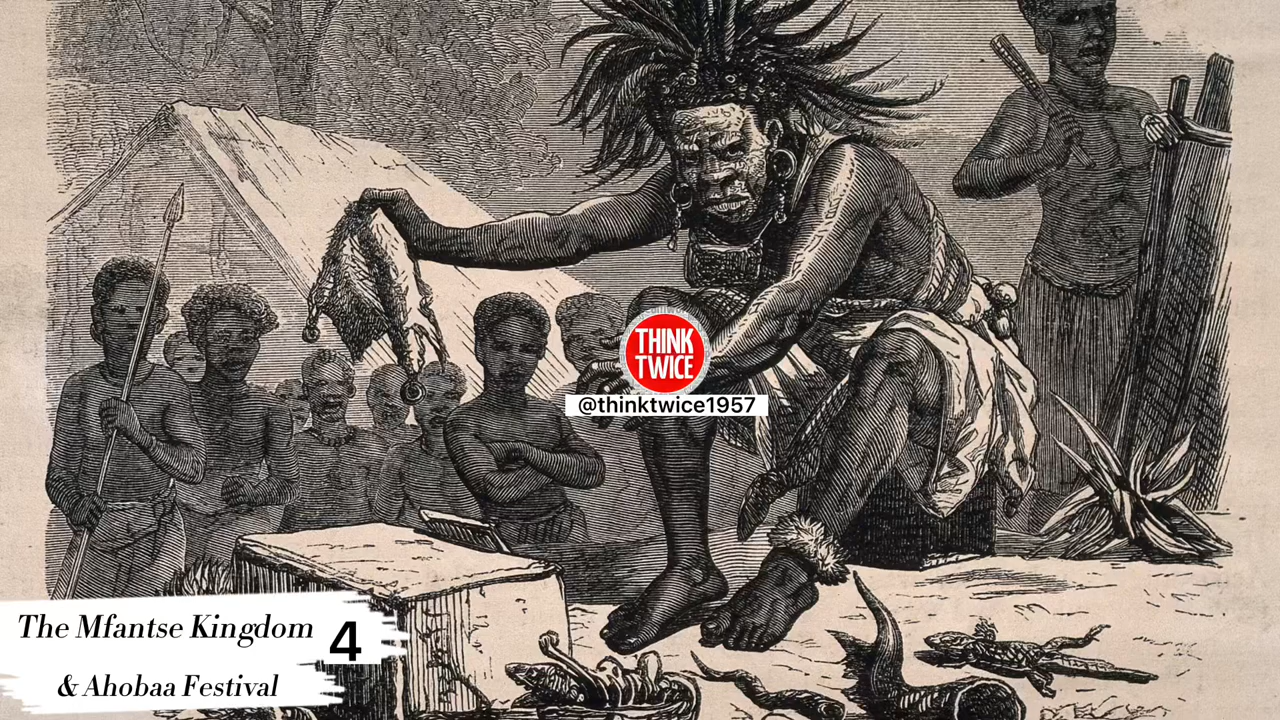 THINK
TWICE
@thinktwice1957
The Mfantse Kingdom 4
& Ahobaa Festival